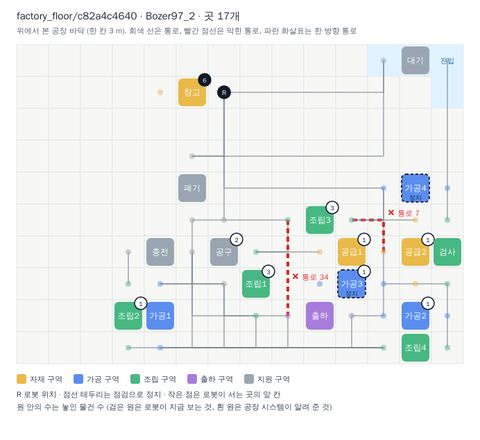 factory_floor/c82a4c4640 · Bozer97_2 · 곳 17개
위에서 본 공장 바닥 (한 칸 3 m). 회색 선은 통로, 빨간 점선은 막힌 통로, 파란 화살표는 한 방향 통로
대기
창고
6
R
폐기
가공4
정지
조립3
3
통로 7
충전
공구
2
공급1
1
공급2
1
검사
조립1
3
통로 34
가공3
정지
1
조립2
1
가공1
출하
가공2
1
조립4
자재 구역
가공 구역
조립 구역
출하 구역
지원 구역
R 로봇 위치 · 점선 테두리는 점검으로 정지 · 작은 점은 로봇이 서는 곳의 앞 칸
원 안의 수는 놓인 물건 수 (검은 원은 로봇이 지금 보는 것, 흰 원은 공장 시스템이 알려 준 것)